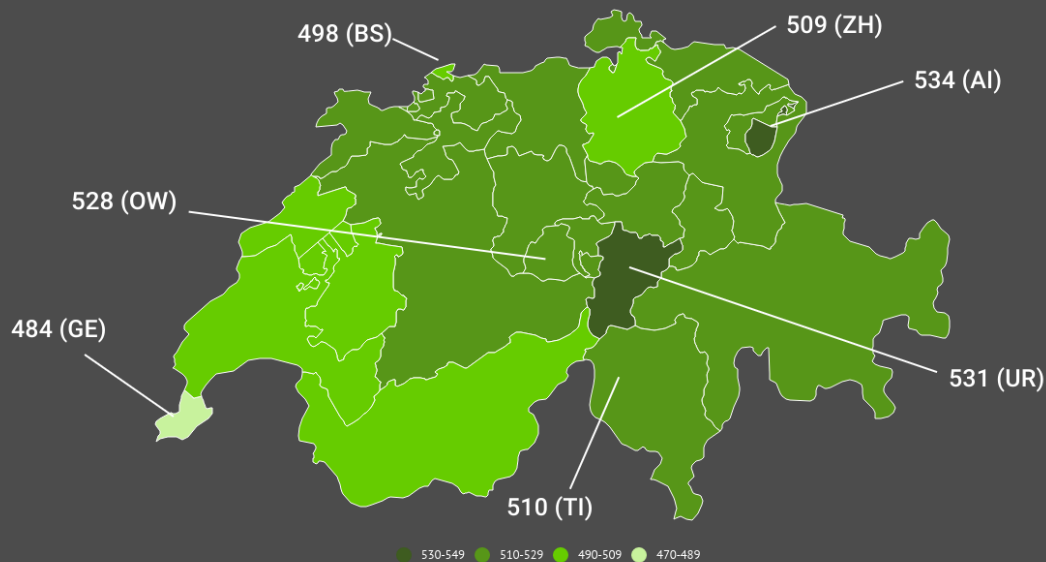 498 (BS)
509 (ZH)
534 (AI)
528 (OW)
484 (GE)
531 (UR)
510 (TI)
530-549 510-529 490-509 470-489